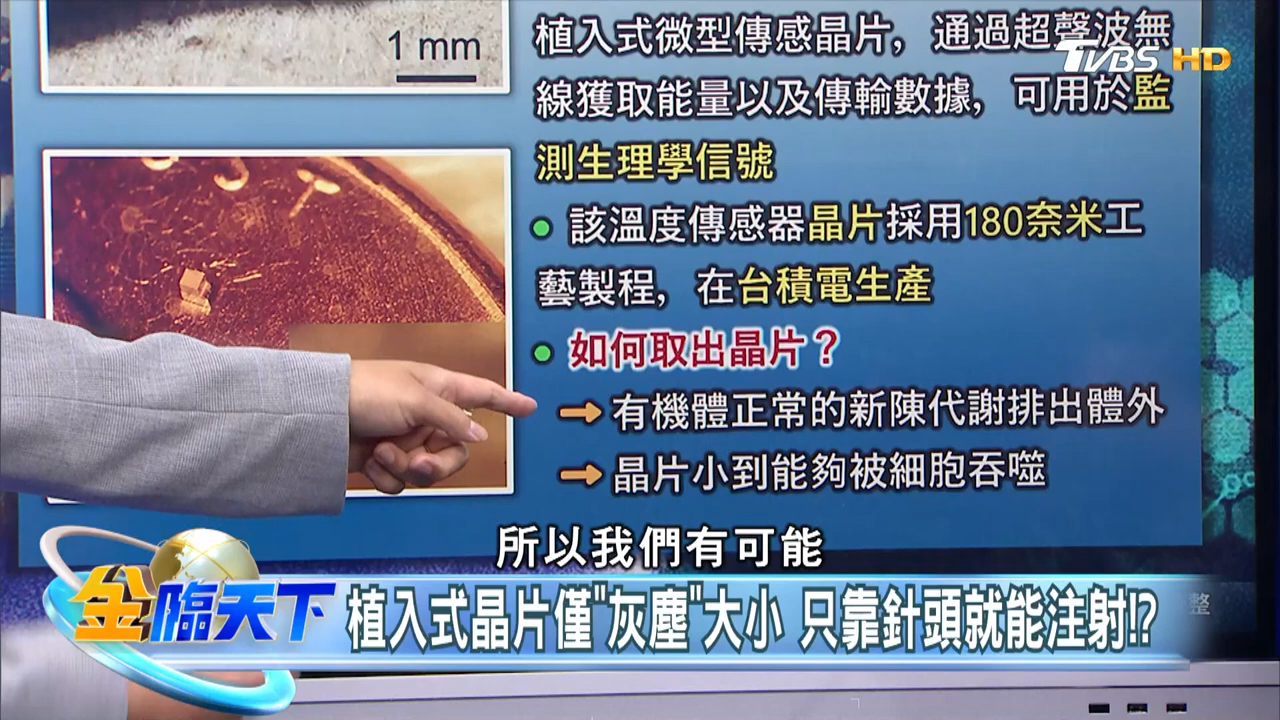 1 mm
植入式微型傳感晶片，通過超聲波無
TVBS HD
線獲取能量以及傳輸數據，可用於監
測生理學信號
該溫度傳感器晶片採用180奈米工
藝製程，在台積電生產
如何取出晶片？
→有機體正常的新陳代謝排出體外
→晶片小到能夠被細胞吞噬
所以我們有可能
金臨天下
植入式晶片僅"灰塵"大小 只靠針頭就能注射!?
整